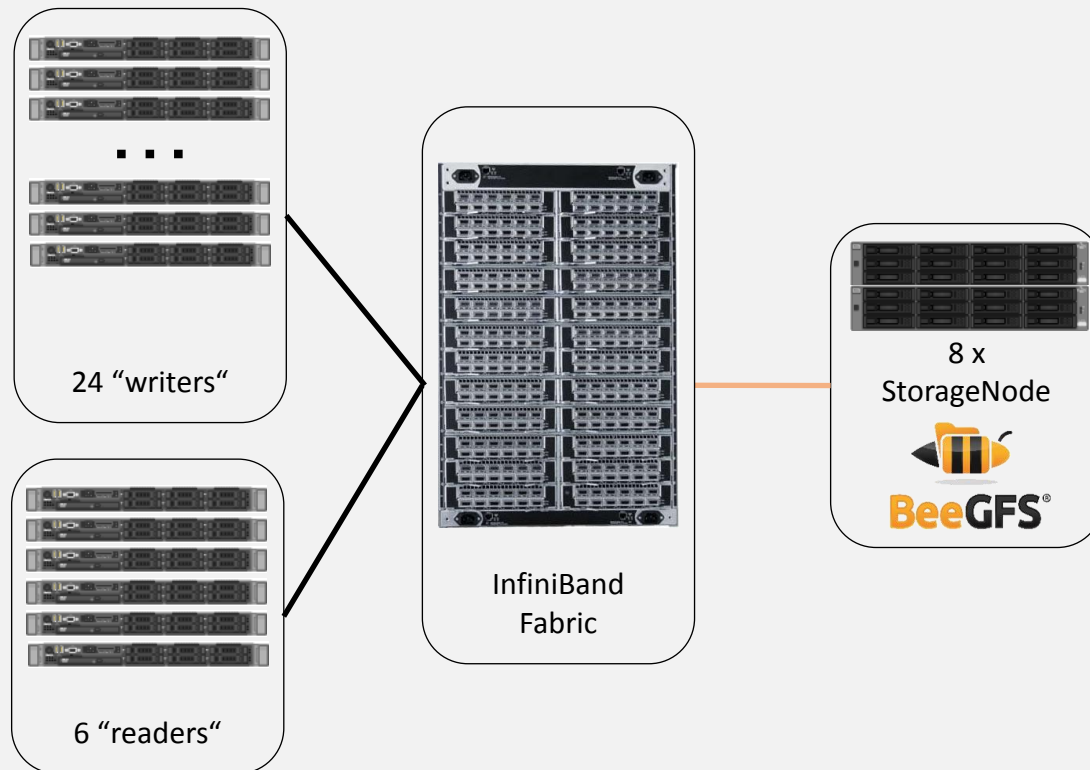 24 “writers“
6 “readers“
InfiniBand
Fabric
8 x
StorageNode
BeeGFS®